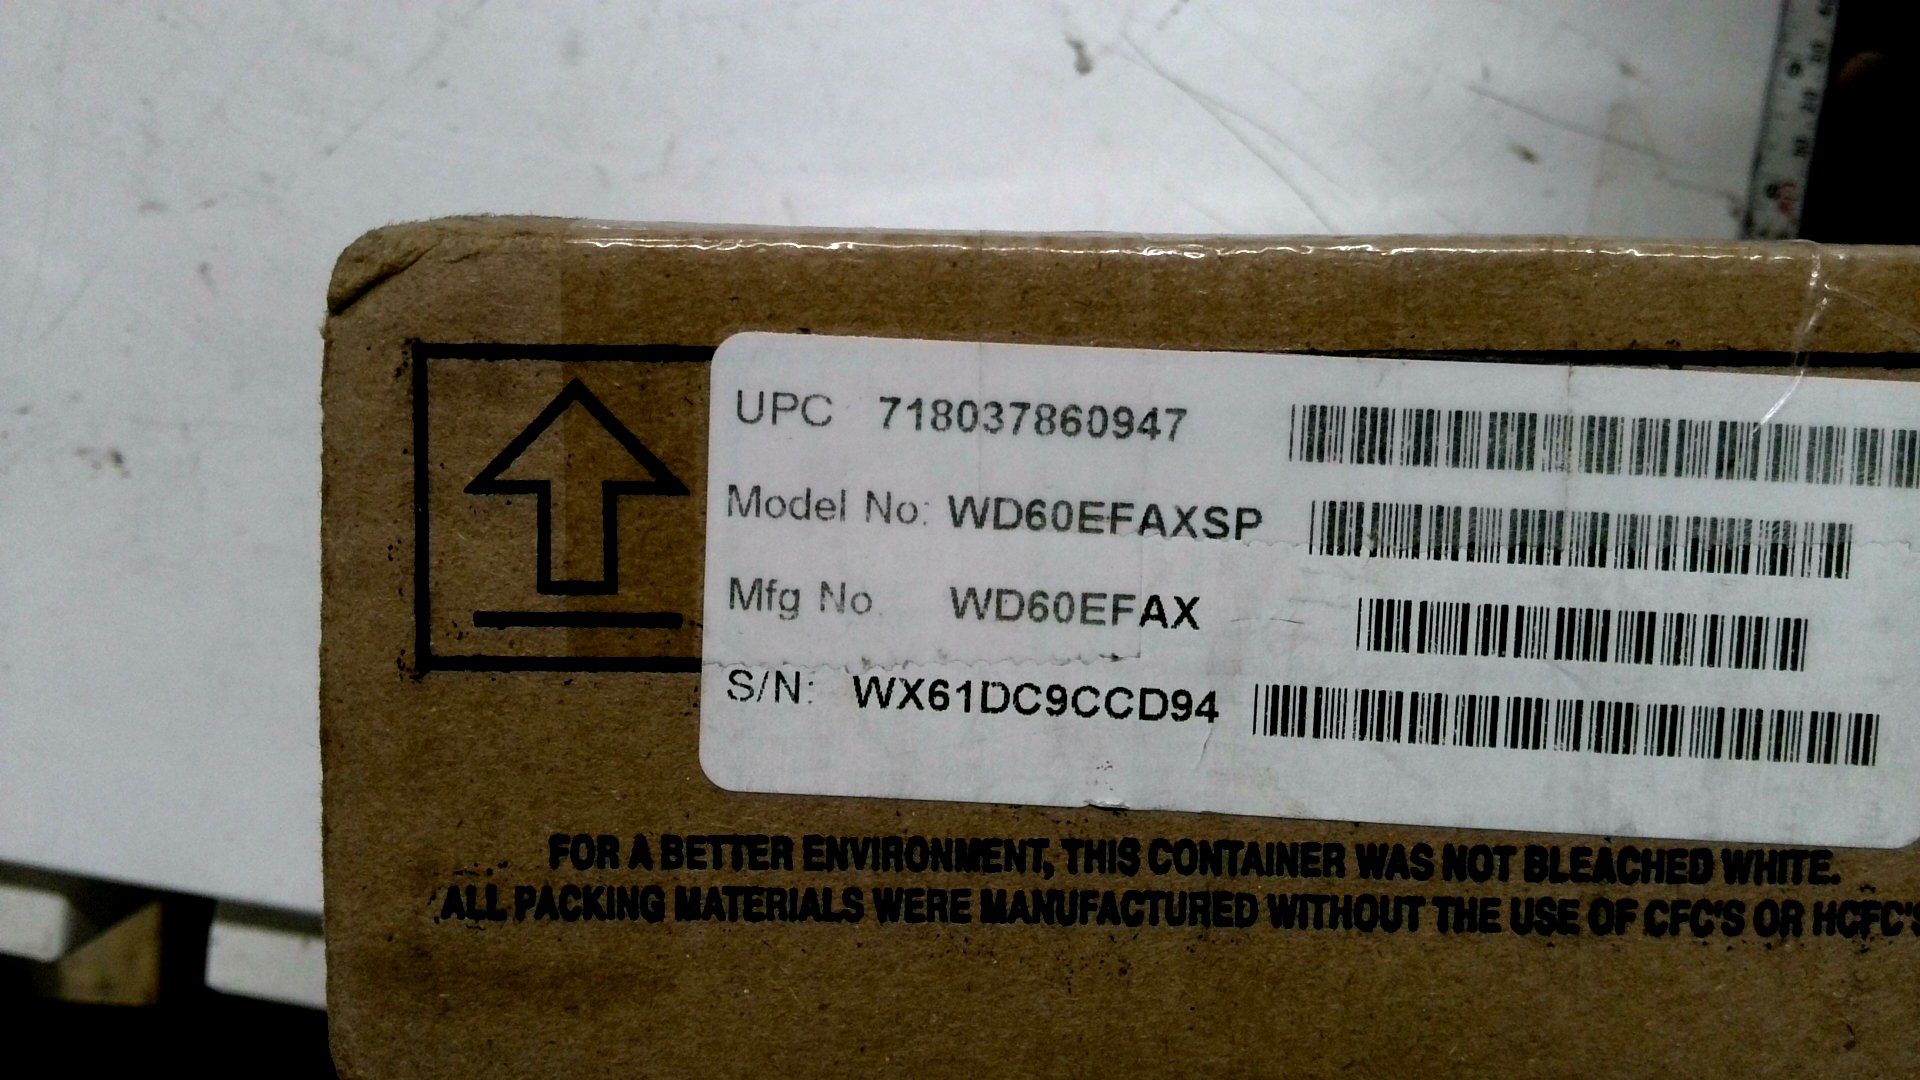 UPC 718037860947
Model No: WD60EFAXSP
Mfg No. WD60EFAX
S/N: WX61DC9CCD94
FOR A BETTER ENVIRONMENT, THIS CONTAINER WAS NOT BLEACHED WHITE.
ALL PACKING MATERIALS WERE MANUFACTURED WITHOUT THE USE OF CFC'S OR HCFC'S